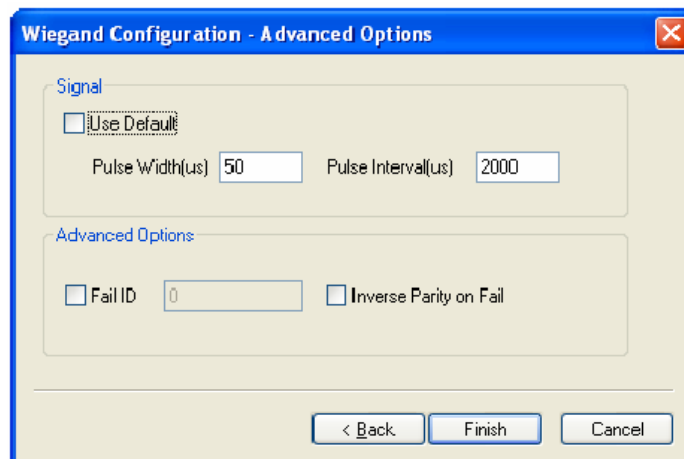 Wiegand Configuration - Advanced Options
Signal
Use Default
Pulse Width(us) 50 Pulse Interval(us) 2000
Advanced Options
Fail ID 0 Inverse Parity on Fail
< Back Finish Cancel